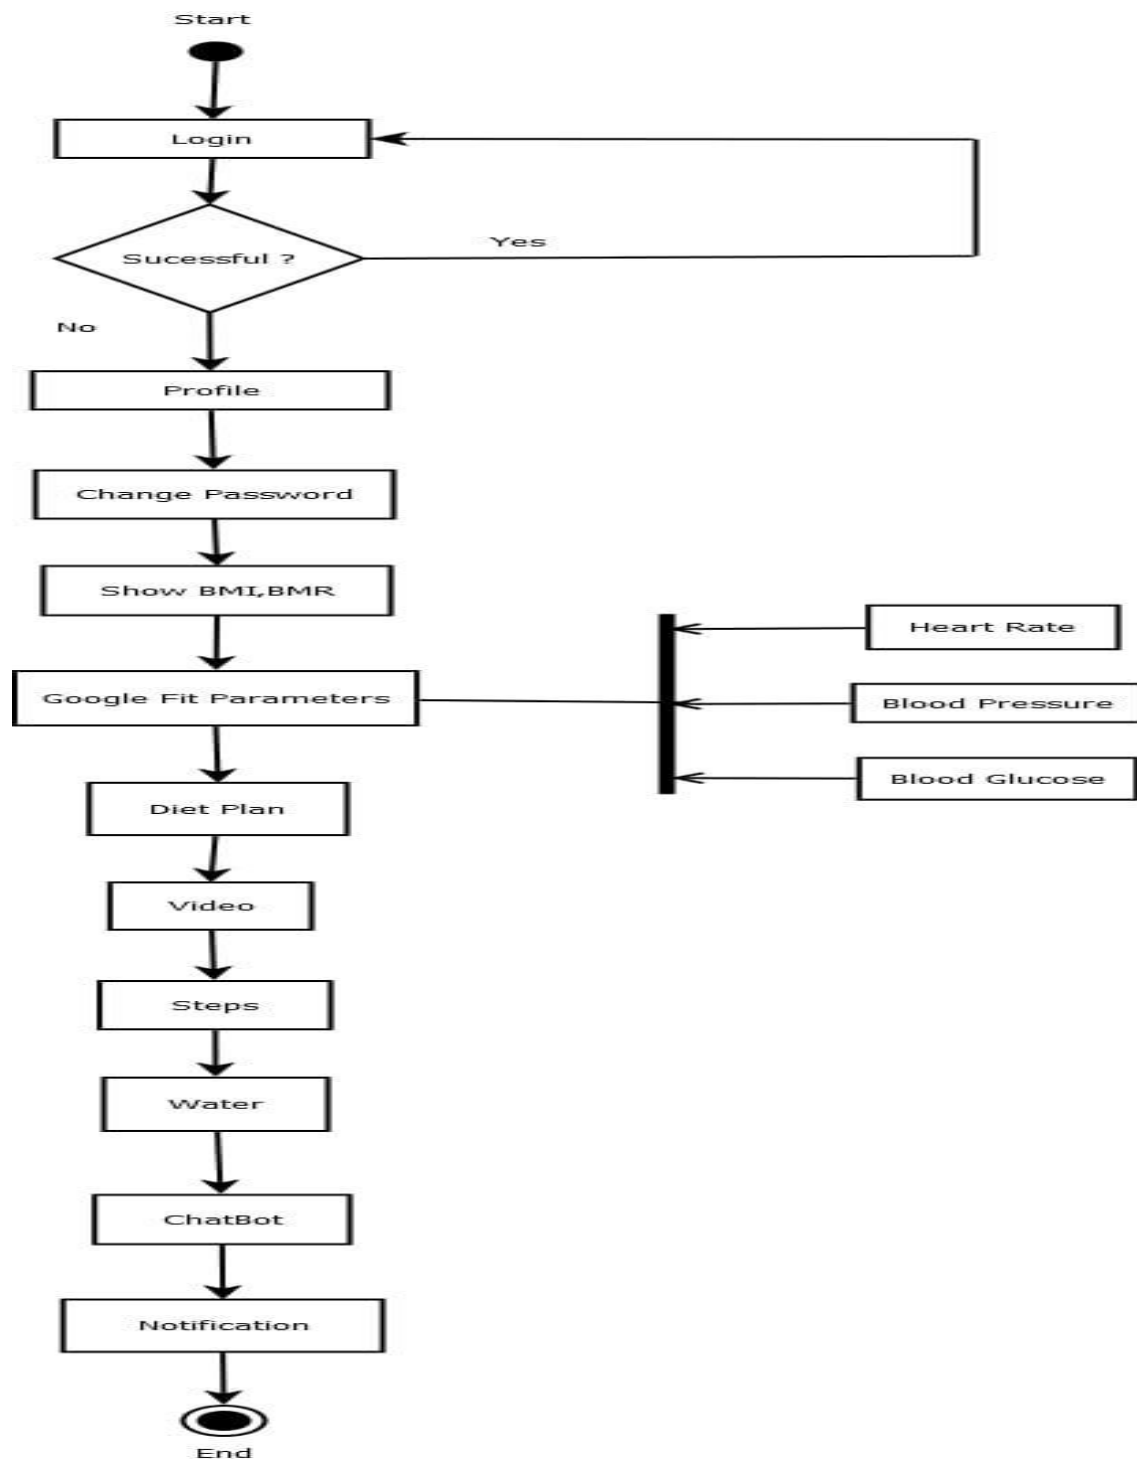 Start
Login
Yes
Sucessful ?
No
Profile
Change Password
Show BMI,BMR
Heart Rate
Google Fit Parameters
Blood Pressure
Blood Glucose
Diet Plan
Video
Steps
Water
ChatBot
Notification
End